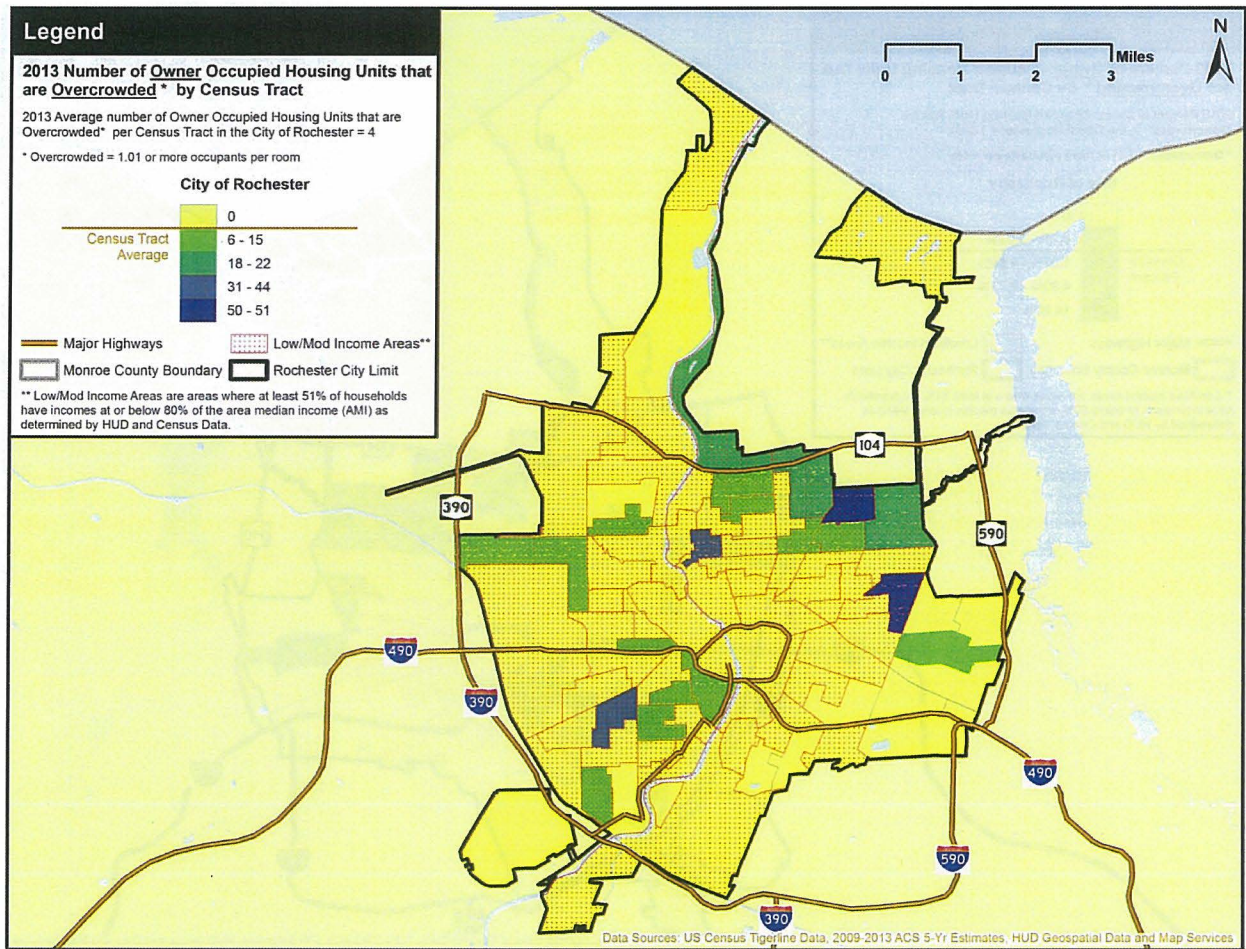 Legend
2013 Number of Owner Occupied Housing Units that
are Overcrowded * by Census Tract
2013 Average number of Owner Occupied Housing Units that are
Overcrowded* per Census Tract in the City of Rochester = 4
* Overcrowded = 1.01 or more occupants per room
City of Rochester
0
Census Tract
Average
6 - 15
18 - 22
31 - 44
50 - 51
Major Highways
Low/Mod Income Areas**
Monroe County Boundary
Rochester City Limit
** Low/Mod Income Areas are areas where at least 51% of households
have incomes at or below 80% of the area median income (AMI) as
determined by HUD and Census Data.
0 1 2 3 Miles
N
104
390
590
490
390
490
590
390
Data Sources: US Census Tigerline Data, 2009-2013 ACS 5-Yr Estimates, HUD Geospatial Data and Map Services